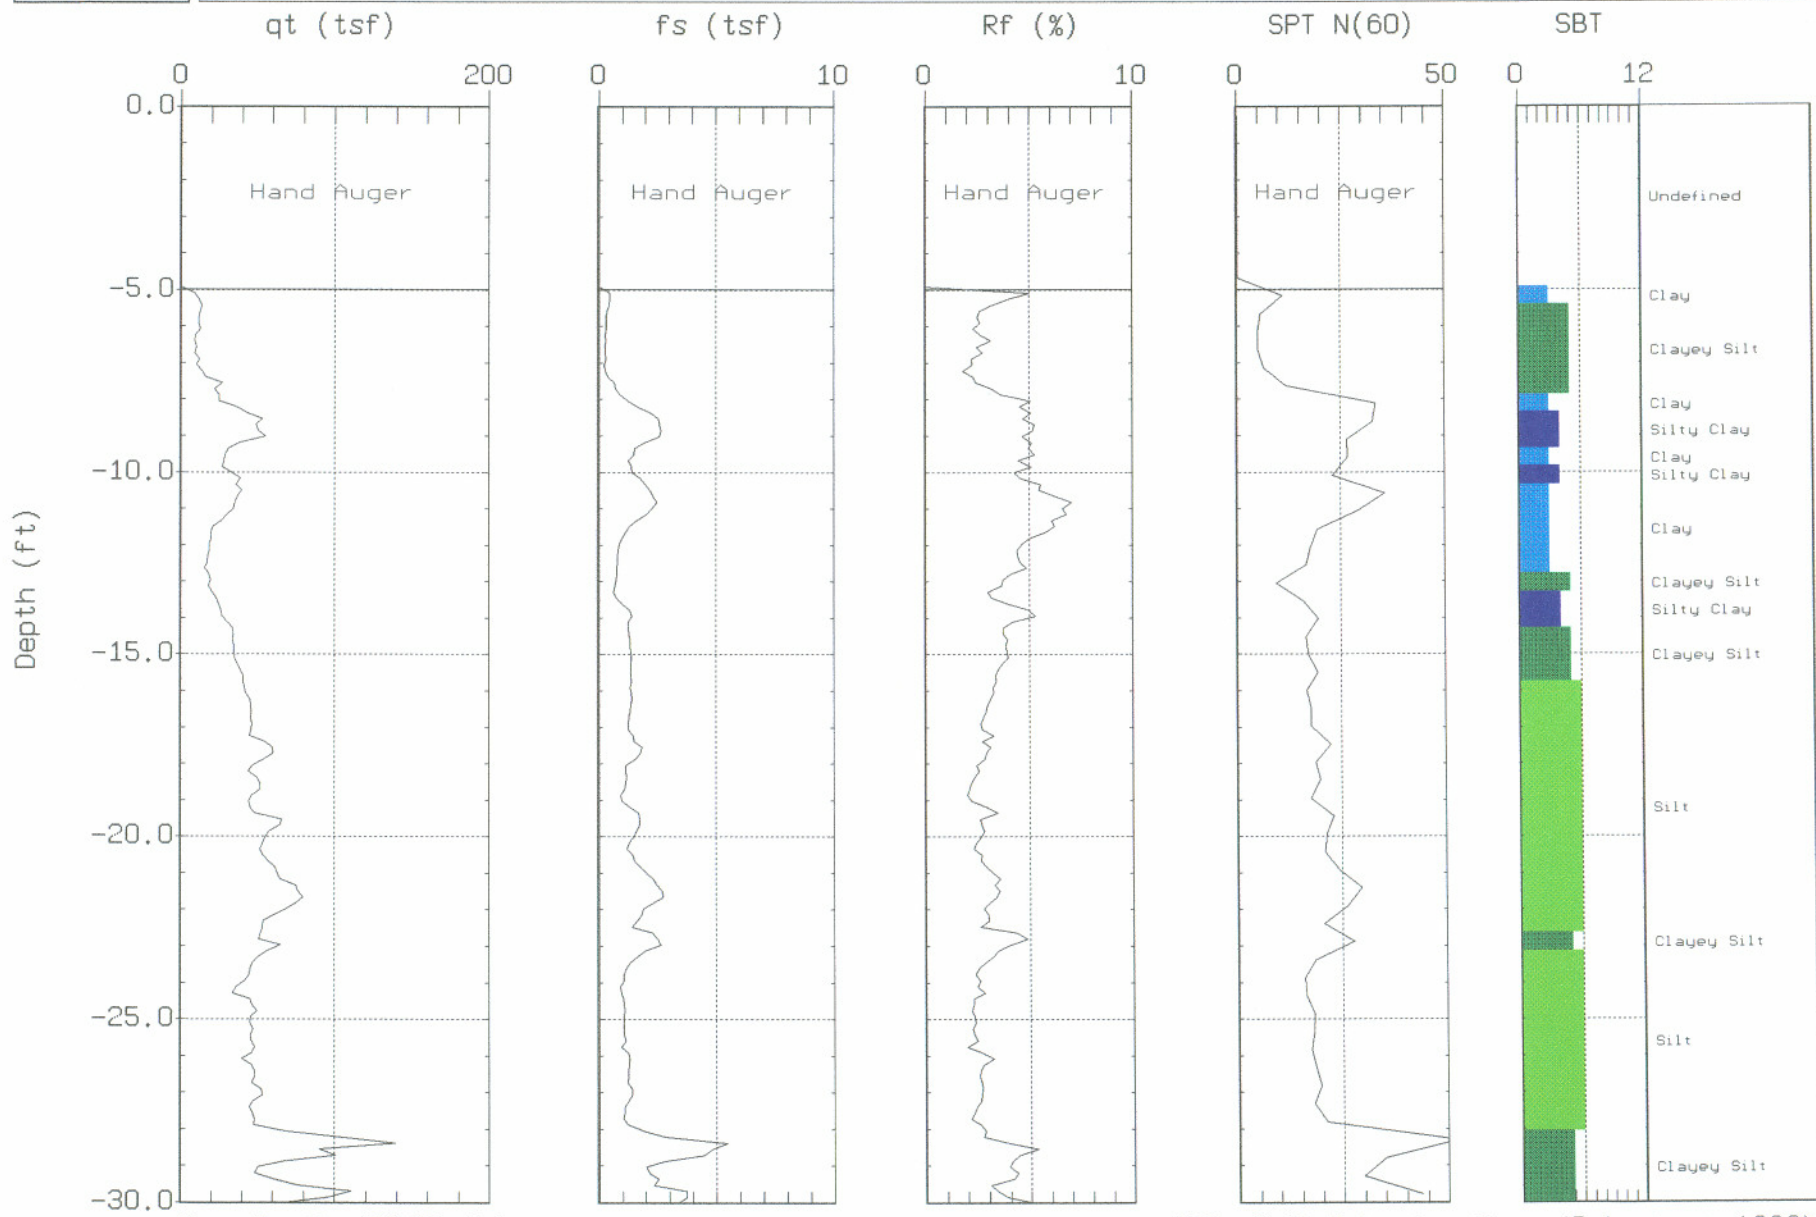 qt (tsf) fs (tsf) Rf (%) SPT N(60) SBT
0 200 0 10 0 10 0 50 0 12
0.0
Hand Auger Hand Auger Hand Auger Hand Auger Undefined
-5.0 Clay
Clayey Silt
Clay
Silty Clay
Clay
-10.0 Silty Clay
Clay
Clayey Silt
Silty Clay
-15.0 Clayey Silt
Silt
-20.0
Clayey Silt
-25.0
Silt
Clayey Silt
-30.0
Depth (ft)